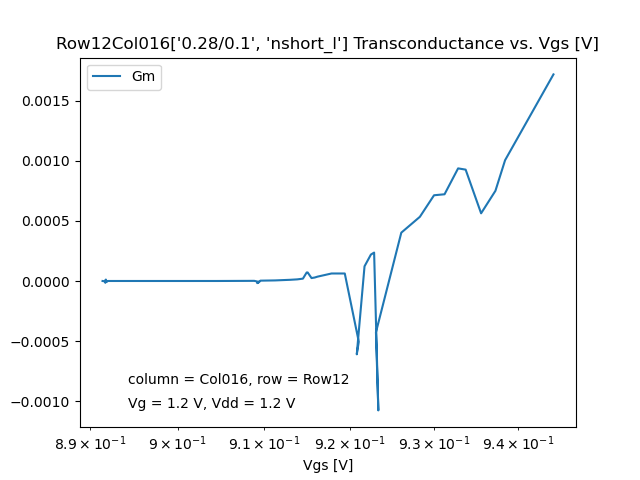 Row12Col016['0.28/0.1', 'nshort_l'] Transconductance vs. Vgs [V]
Gm
0.0015
0.0010
0.0005
0.0000
−0.0005
−0.0010
column = Col016, row = Row12
Vg = 1.2 V, Vdd = 1.2 V
8.9 × 10⁻¹ 9 × 10⁻¹ 9.1 × 10⁻¹ 9.2 × 10⁻¹ 9.3 × 10⁻¹ 9.4 × 10⁻¹
Vgs [V]